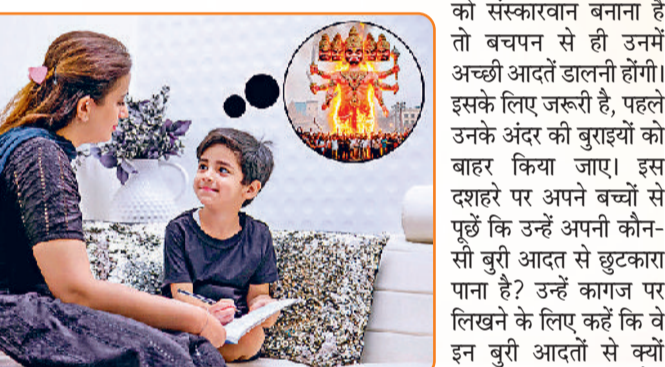 को संस्कारवान बनाना है
तो बचपन से ही उनमें
अच्छी आदतें डालनी होंगी।
इसके लिए जरूरी है, पहले
उनके अंदर की बुराइयों को
बाहर किया जाए। इस
दशहरे पर अपने बच्चों से
पूछें कि उन्हें अपनी कौन-
सी बुरी आदत से छुटकारा
पाना है? उन्हें कागज पर
लिखने के लिए कहें कि वे
इन बुरी आदतों से क्यों